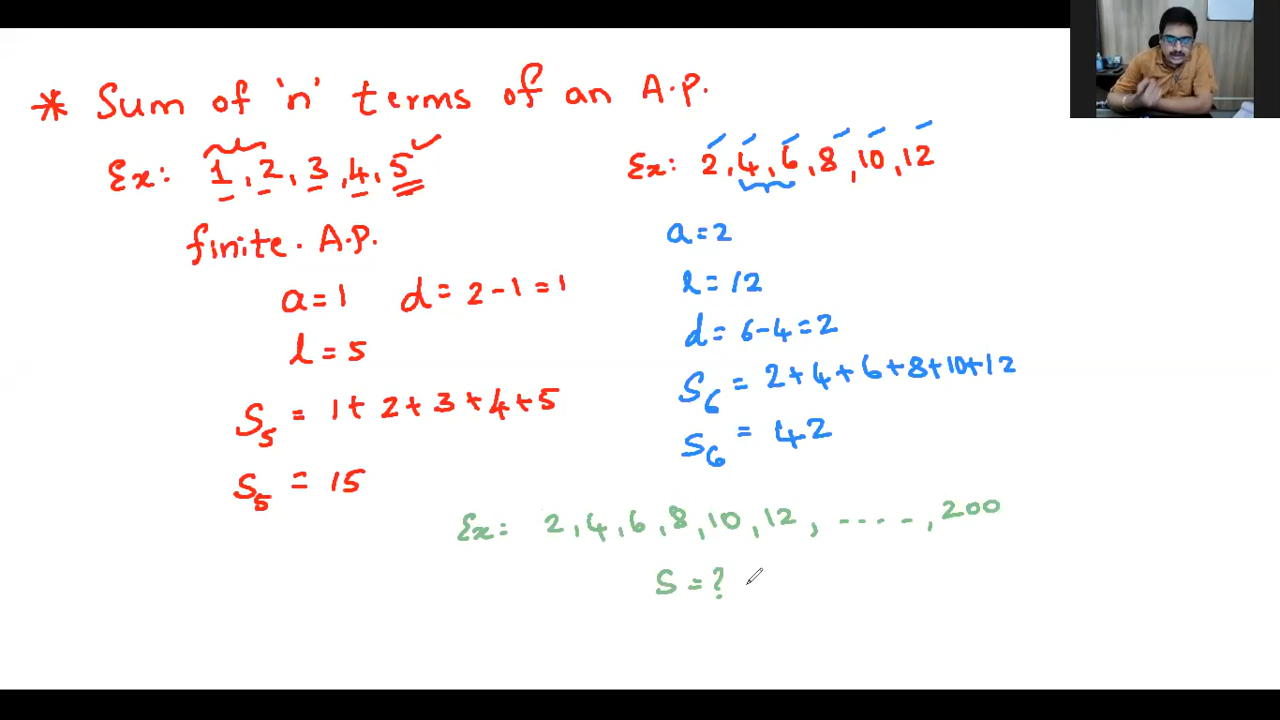 * Sum of 'n' terms of an A.P.
Ex: 1, 2, 3, 4, 5
finite. A.P.
a = 1 d = 2 - 1 = 1
l = 5
S5 = 1 + 2 + 3 + 4 + 5
S5 = 15
Ex: 2, 4, 6, 8, 10, 12
a = 2
l = 12
d = 6 - 4 = 2
S6 = 2 + 4 + 6 + 8 + 10 + 12
S6 = 42
Ex: 2, 4, 6, 8, 10, 12, ...., 200
S = ?